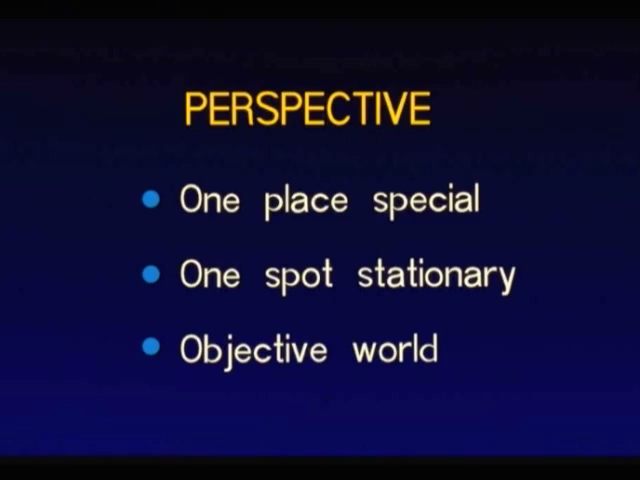 PERSPECTIVE
One place special
One spot stationary
Objective world